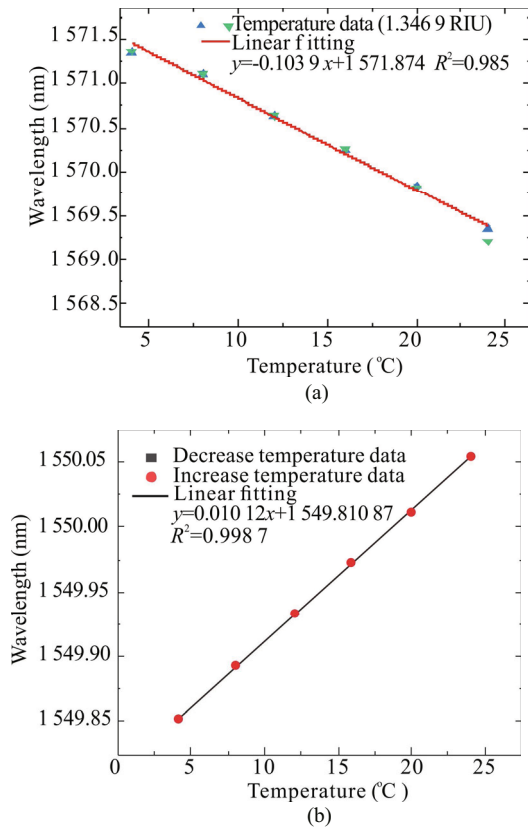 Temperature data (1.346 9 RIU)
Linear fitting
y=-0.103 9 x+1 571.874 R²=0.985
1 571.5
1 571.0
1 570.5
1 570.0
1 569.5
1 569.0
1 568.5
Wavelength (nm)
5 10 15 20 25
Temperature (°C)
(a)
Decrease temperature data
Increase temperature data
Linear fitting
y=0.010 12x+1 549.810 87
R²=0.998 7
1 550.05
1 550.00
1 549.95
1 549.90
1 549.85
Wavelength (nm)
0 5 10 15 20 25
Temperature (°C)
(b)